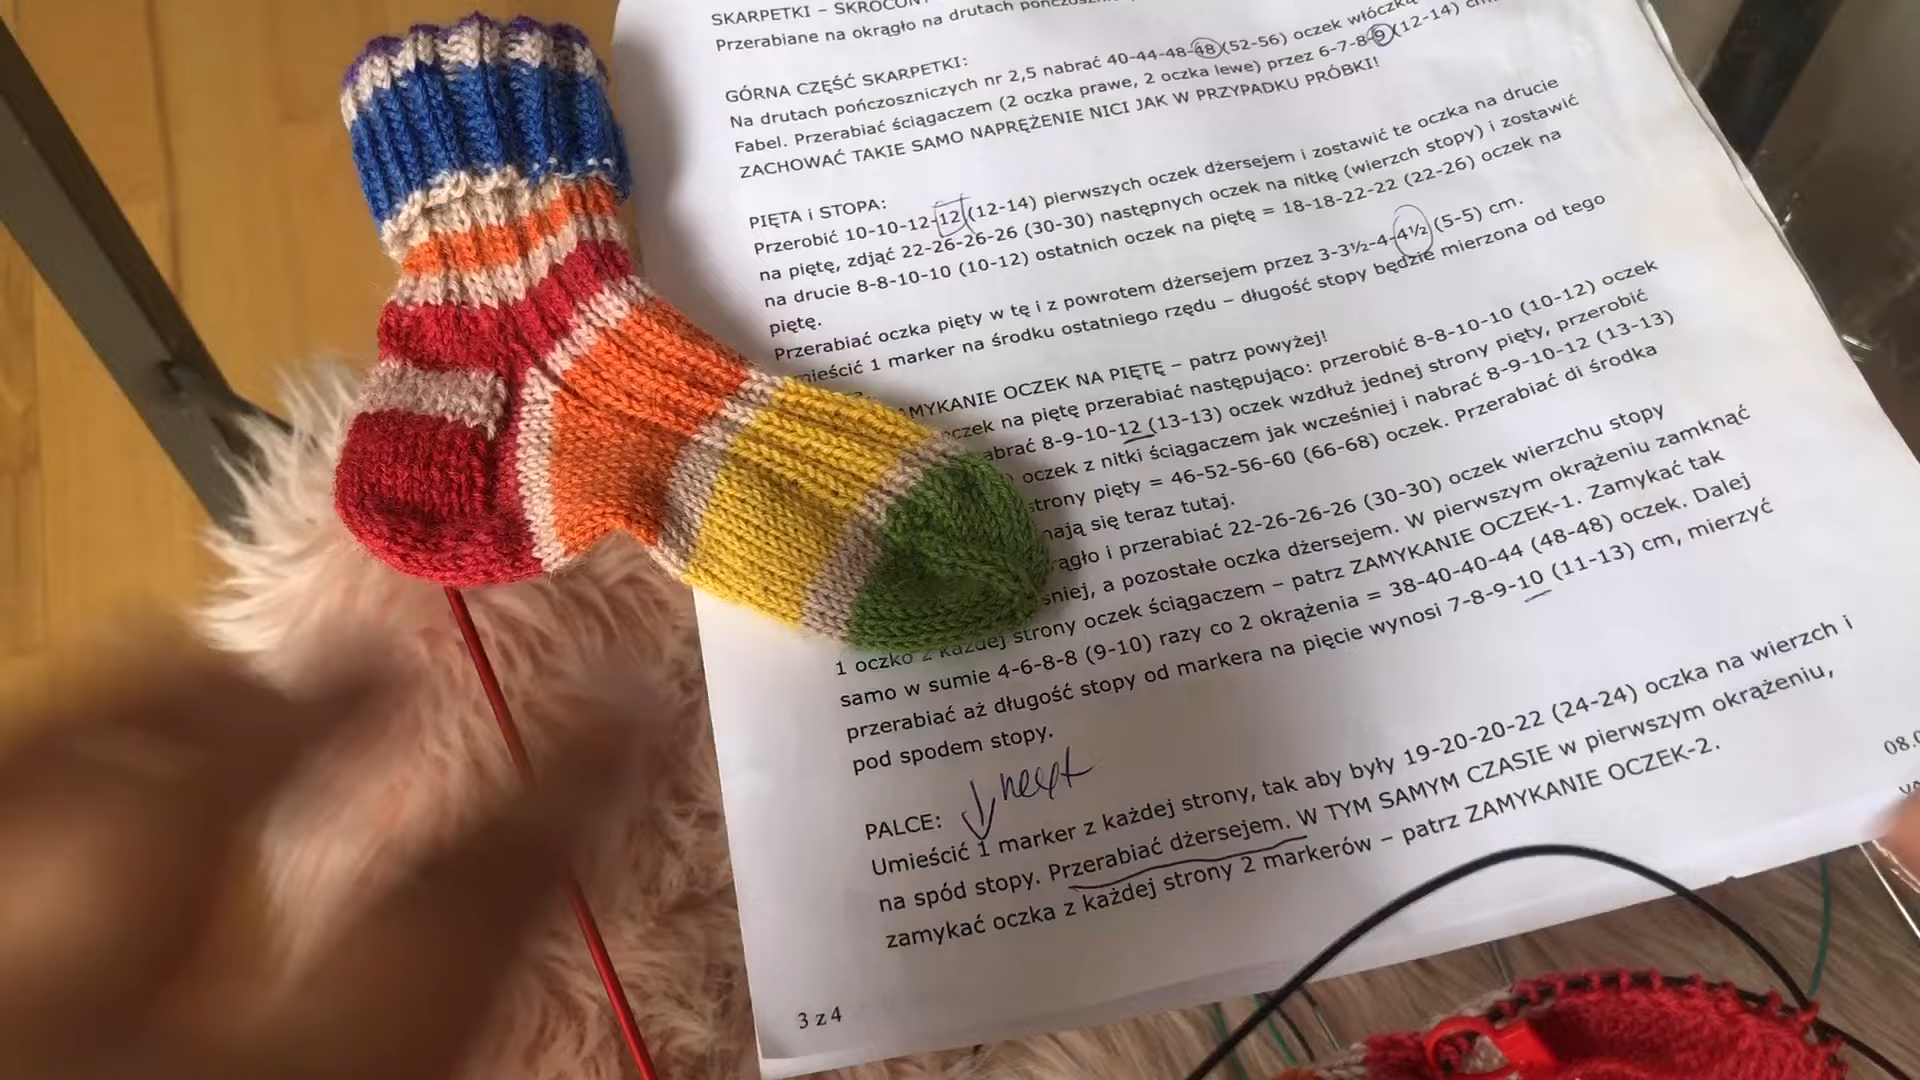 SKARPETKI – SKRÓCONY
Przerabiane na okrągło na drutach pończoszniczych
GÓRNA CZĘŚĆ SKARPETKI:
Na drutach pończoszniczych nr 2,5 nabrać 40-44-48-48 (52-56) oczek włóczką
Fabel. Przerabiać ściągaczem (2 oczka prawe, 2 oczka lewe) przez 6-7-8-9 (12-14)
ZACHOWAĆ TAKIE SAMO NAPRĘŻENIE NICI JAK W PRZYPADKU PRÓBKI!
PIĘTA i STOPA:
Przerobić 10-10-12-12 (12-14) pierwszych oczek dżersejem i zostawić te oczka na drucie
na piętę, zdjąć 22-26-26-26 (30-30) następnych oczek na nitkę (wierzch stopy) i zostawić
na drucie 8-8-10-10 (10-12) ostatnich oczek na piętę = 18-18-22-22 (22-26) oczek na
piętę.
Przerabiać oczka pięty w tę i z powrotem dżersejem przez 3-3½-4-4½ (5-5) cm.
mieścić 1 marker na środku ostatniego rzędu – długość stopy będzie mierzona od tego
AMYKANIE OCZEK NA PIĘTĘ – patrz powyżej!
czek na piętę przerabiać następująco: przerobić 8-8-10-10 (10-12) oczek
abrać 8-9-10-12 (13-13) oczek wzdłuż jednej strony pięty, przerobić
oczek z nitki ściągaczem jak wcześniej i nabrać 8-9-10-12 (13-13)
strony pięty = 46-52-56-60 (66-68) oczek. Przerabiać di środka
nają się teraz tutaj.
rągło i przerabiać 22-26-26-26 (30-30) oczek wierzchu stopy
śniej, a pozostałe oczka dżersejem. W pierwszym okrążeniu zamknąć
1 oczko z każdej strony oczek ściągaczem – patrz ZAMYKANIE OCZEK-1. Zamykać tak
samo w sumie 4-6-8-8 (9-10) razy co 2 okrążenia = 38-40-40-44 (48-48) oczek. Dalej
przerabiać aż długość stopy od markera na pięcie wynosi 7-8-9-10 (11-13) cm, mierzyć
pod spodem stopy.
next
PALCE:
Umieścić 1 marker z każdej strony, tak aby były 19-20-20-22 (24-24) oczka na wierzch i
na spód stopy. Przerabiać dżersejem. W TYM SAMYM CZASIE w pierwszym okrążeniu,
zamykać oczka z każdej strony 2 markerów – patrz ZAMYKANIE OCZEK-2.
3 z 4